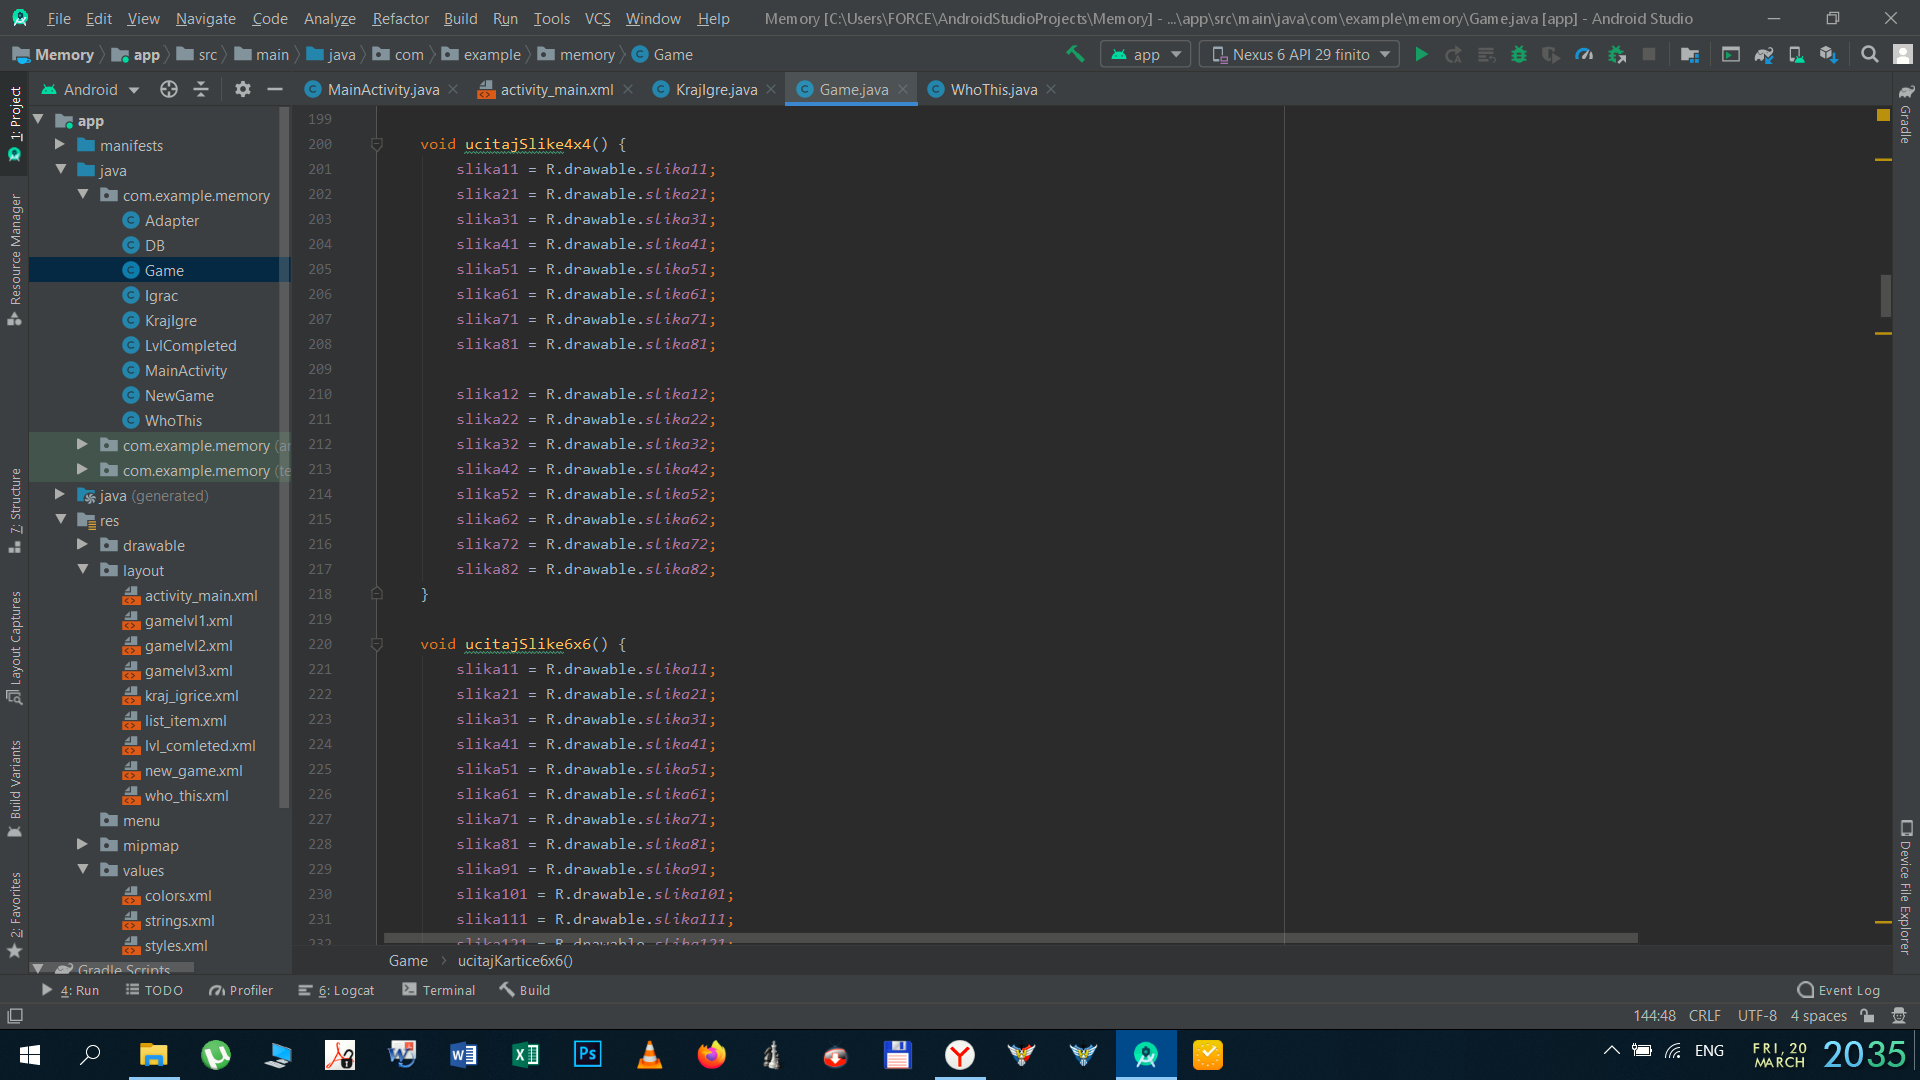 File Edit View Navigate Code Analyze Refactor Build Run Tools VCS Window Help Memory [C:\Users\FORCE\AndroidStudioProjects\Memory] - ...\app\src\main\java\com\example\memory\Game.java [app] - Android Studio
Memory app src main java com example memory Game app Nexus 6 API 29 finito
Android MainActivity.java activity_main.xml KrajIgre.java Game.java WhoThis.java
1: Project
Resource Manager
7: Structure
Layout Captures
Build Variants
2: Favorites
app
manifests
java
com.example.memory
Adapter
DB
Game
Igrac
KrajIgre
LvlCompleted
MainActivity
NewGame
WhoThis
com.example.memory (a
com.example.memory (te
java (generated)
res
drawable
layout
activity_main.xml
gamelvl1.xml
gamelvl2.xml
gamelvl3.xml
kraj_igrice.xml
list_item.xml
lvl_comleted.xml
new_game.xml
who_this.xml
menu
mipmap
values
colors.xml
strings.xml
styles.xml
Gradle Scripts
199
200 void ucitajSlike4x4() {
201 slika11 = R.drawable.slika11;
202 slika21 = R.drawable.slika21;
203 slika31 = R.drawable.slika31;
204 slika41 = R.drawable.slika41;
205 slika51 = R.drawable.slika51;
206 slika61 = R.drawable.slika61;
207 slika71 = R.drawable.slika71;
208 slika81 = R.drawable.slika81;
209
210 slika12 = R.drawable.slika12;
211 slika22 = R.drawable.slika22;
212 slika32 = R.drawable.slika32;
213 slika42 = R.drawable.slika42;
214 slika52 = R.drawable.slika52;
215 slika62 = R.drawable.slika62;
216 slika72 = R.drawable.slika72;
217 slika82 = R.drawable.slika82;
218 }
219
220 void ucitajSlike6x6() {
221 slika11 = R.drawable.slika11;
222 slika21 = R.drawable.slika21;
223 slika31 = R.drawable.slika31;
224 slika41 = R.drawable.slika41;
225 slika51 = R.drawable.slika51;
226 slika61 = R.drawable.slika61;
227 slika71 = R.drawable.slika71;
228 slika81 = R.drawable.slika81;
229 slika91 = R.drawable.slika91;
230 slika101 = R.drawable.slika101;
231 slika111 = R.drawable.slika111;
232 slika121 = R.drawable.slika121;
Gradle
Device File Explorer
Game ucitajKartice6x6()
4: Run TODO Profiler 6: Logcat Terminal Build Event Log
144:48 CRLF UTF-8 4 spaces
ENG FRI, 20 MARCH 2035